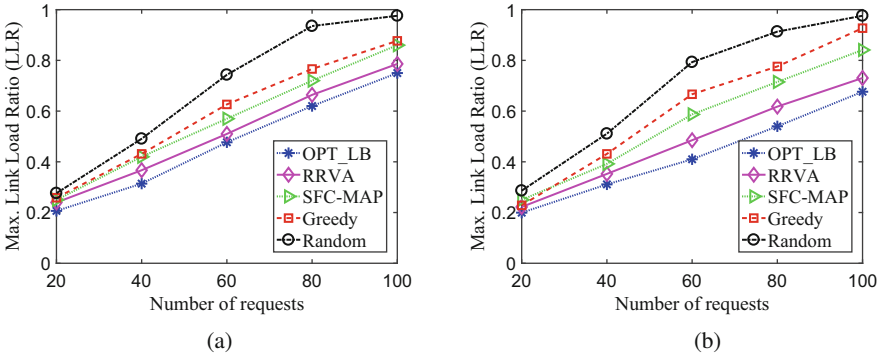 Max. Link Load Ratio (LLR)
1
0.8
0.6
0.4
0.2
0
OPT_LB
RRVA
SFC-MAP
Greedy
Random
20 40 60 80 100
Number of requests
(a)
Max. Link Load Ratio (LLR)
1
0.8
0.6
0.4
0.2
0
OPT_LB
RRVA
SFC-MAP
Greedy
Random
20 40 60 80 100
Number of requests
(b)